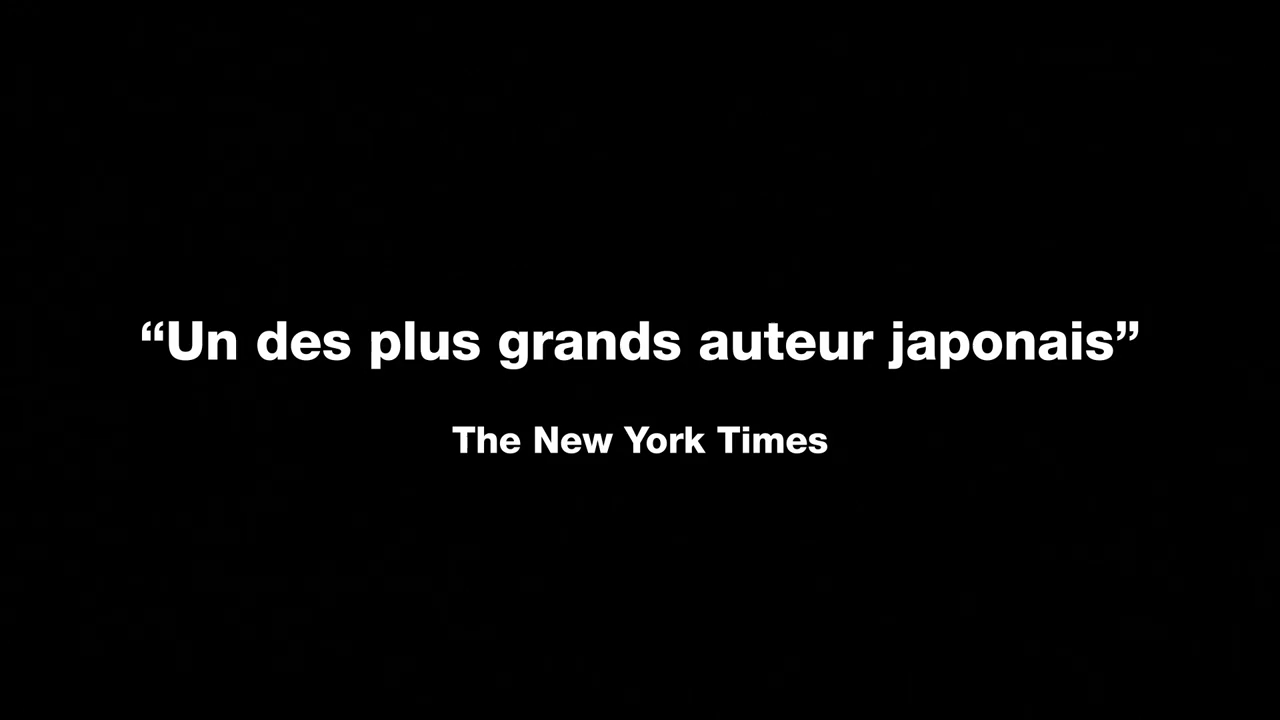 “Un des plus grands auteur japonais”
The New York Times